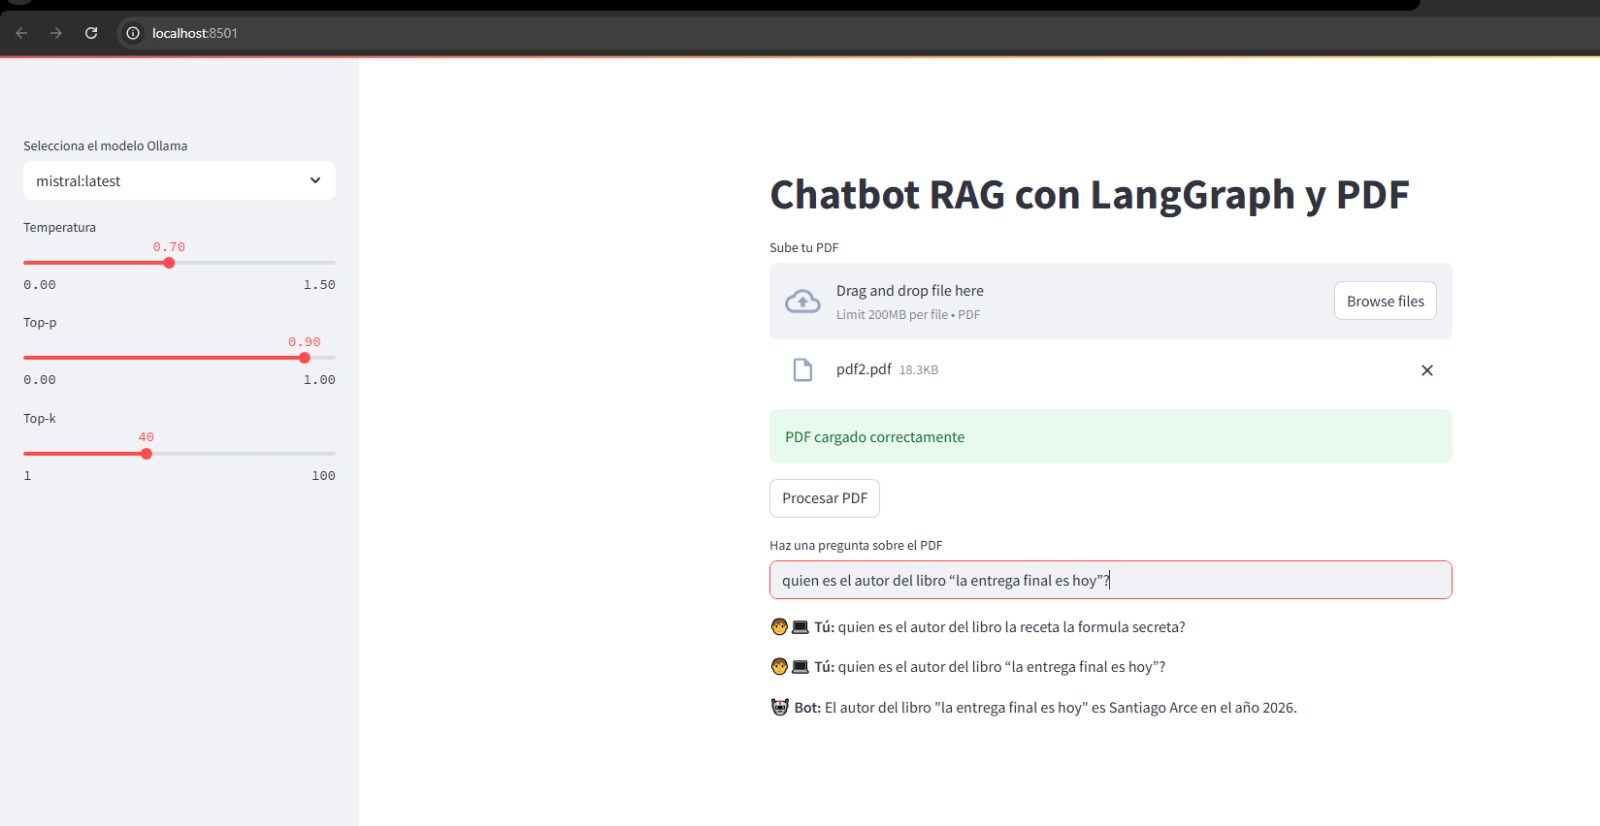 localhost:8501
Selecciona el modelo Ollama
mistral:latest
Temperatura
0.70
0.00 1.50
Top-p
0.90
0.00 1.00
Top-k
40
1 100
Chatbot RAG con LangGraph y PDF
Sube tu PDF
Drag and drop file here
Limit 200MB per file • PDF
Browse files
pdf2.pdf 18.3KB
PDF cargado correctamente
Procesar PDF
Haz una pregunta sobre el PDF
quien es el autor del libro “la entrega final es hoy”?
Tú: quien es el autor del libro la receta la formula secreta?
Tú: quien es el autor del libro “la entrega final es hoy”?
Bot: El autor del libro "la entrega final es hoy" es Santiago Arce en el año 2026.